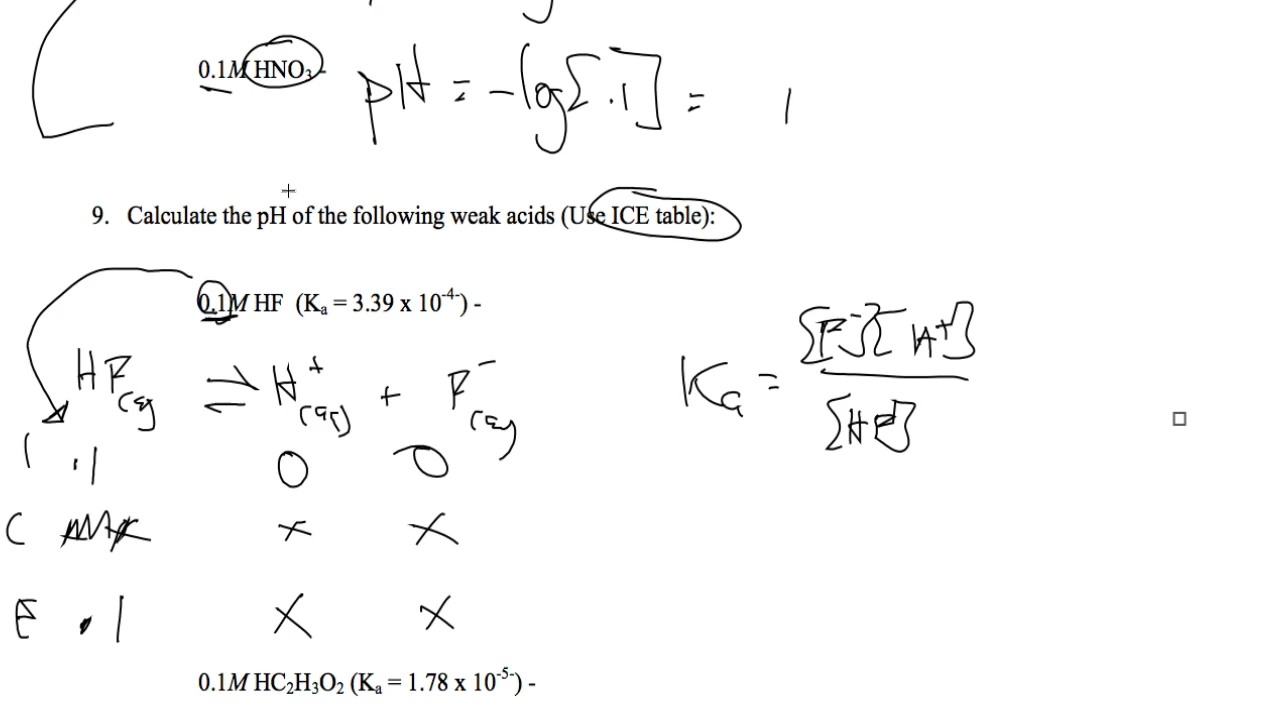 0.1M HNO₃- pH = -log[.1] = 1
9. Calculate the pH of the following weak acids (Use ICE table):
0.1M HF (Kₐ = 3.39 x 10⁻⁴⁻) -
HF(aq) ⇌ H⁺(aq) + F⁻(aq)
Kₐ = [F⁻][H⁺] / [HF]
I .1 0 0
C x x
E .1 x x
0.1M HC₂H₃O₂ (Kₐ = 1.78 x 10⁻⁵⁻) -